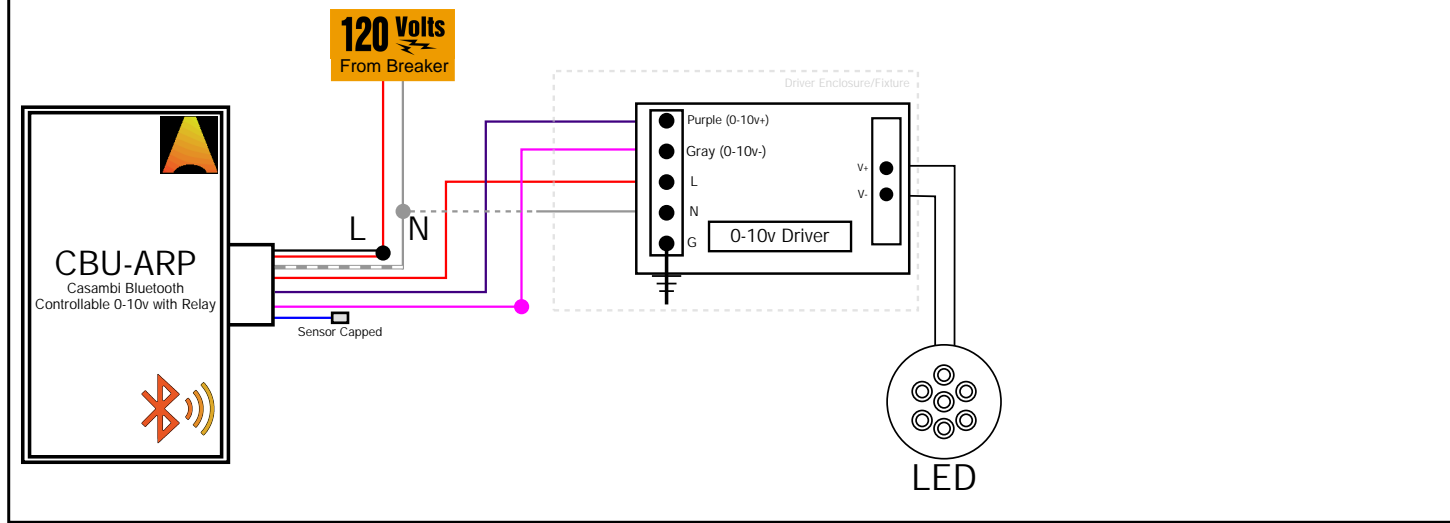 120 Volts
From Breaker
Driver Enclosure/Fixture
Purple (0-10v+)
Gray (0-10v-)
L
N
G
0-10v Driver
V+
V-
L
N
CBU-ARP
Casambi Bluetooth
Controllable 0-10v with Relay
Sensor Capped
LED